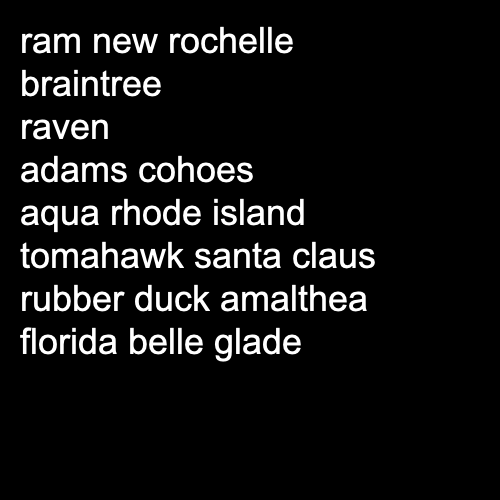 ram new rochelle
braintree
raven
adams cohoes
aqua rhode island
tomahawk santa claus
rubber duck amalthea
florida belle glade